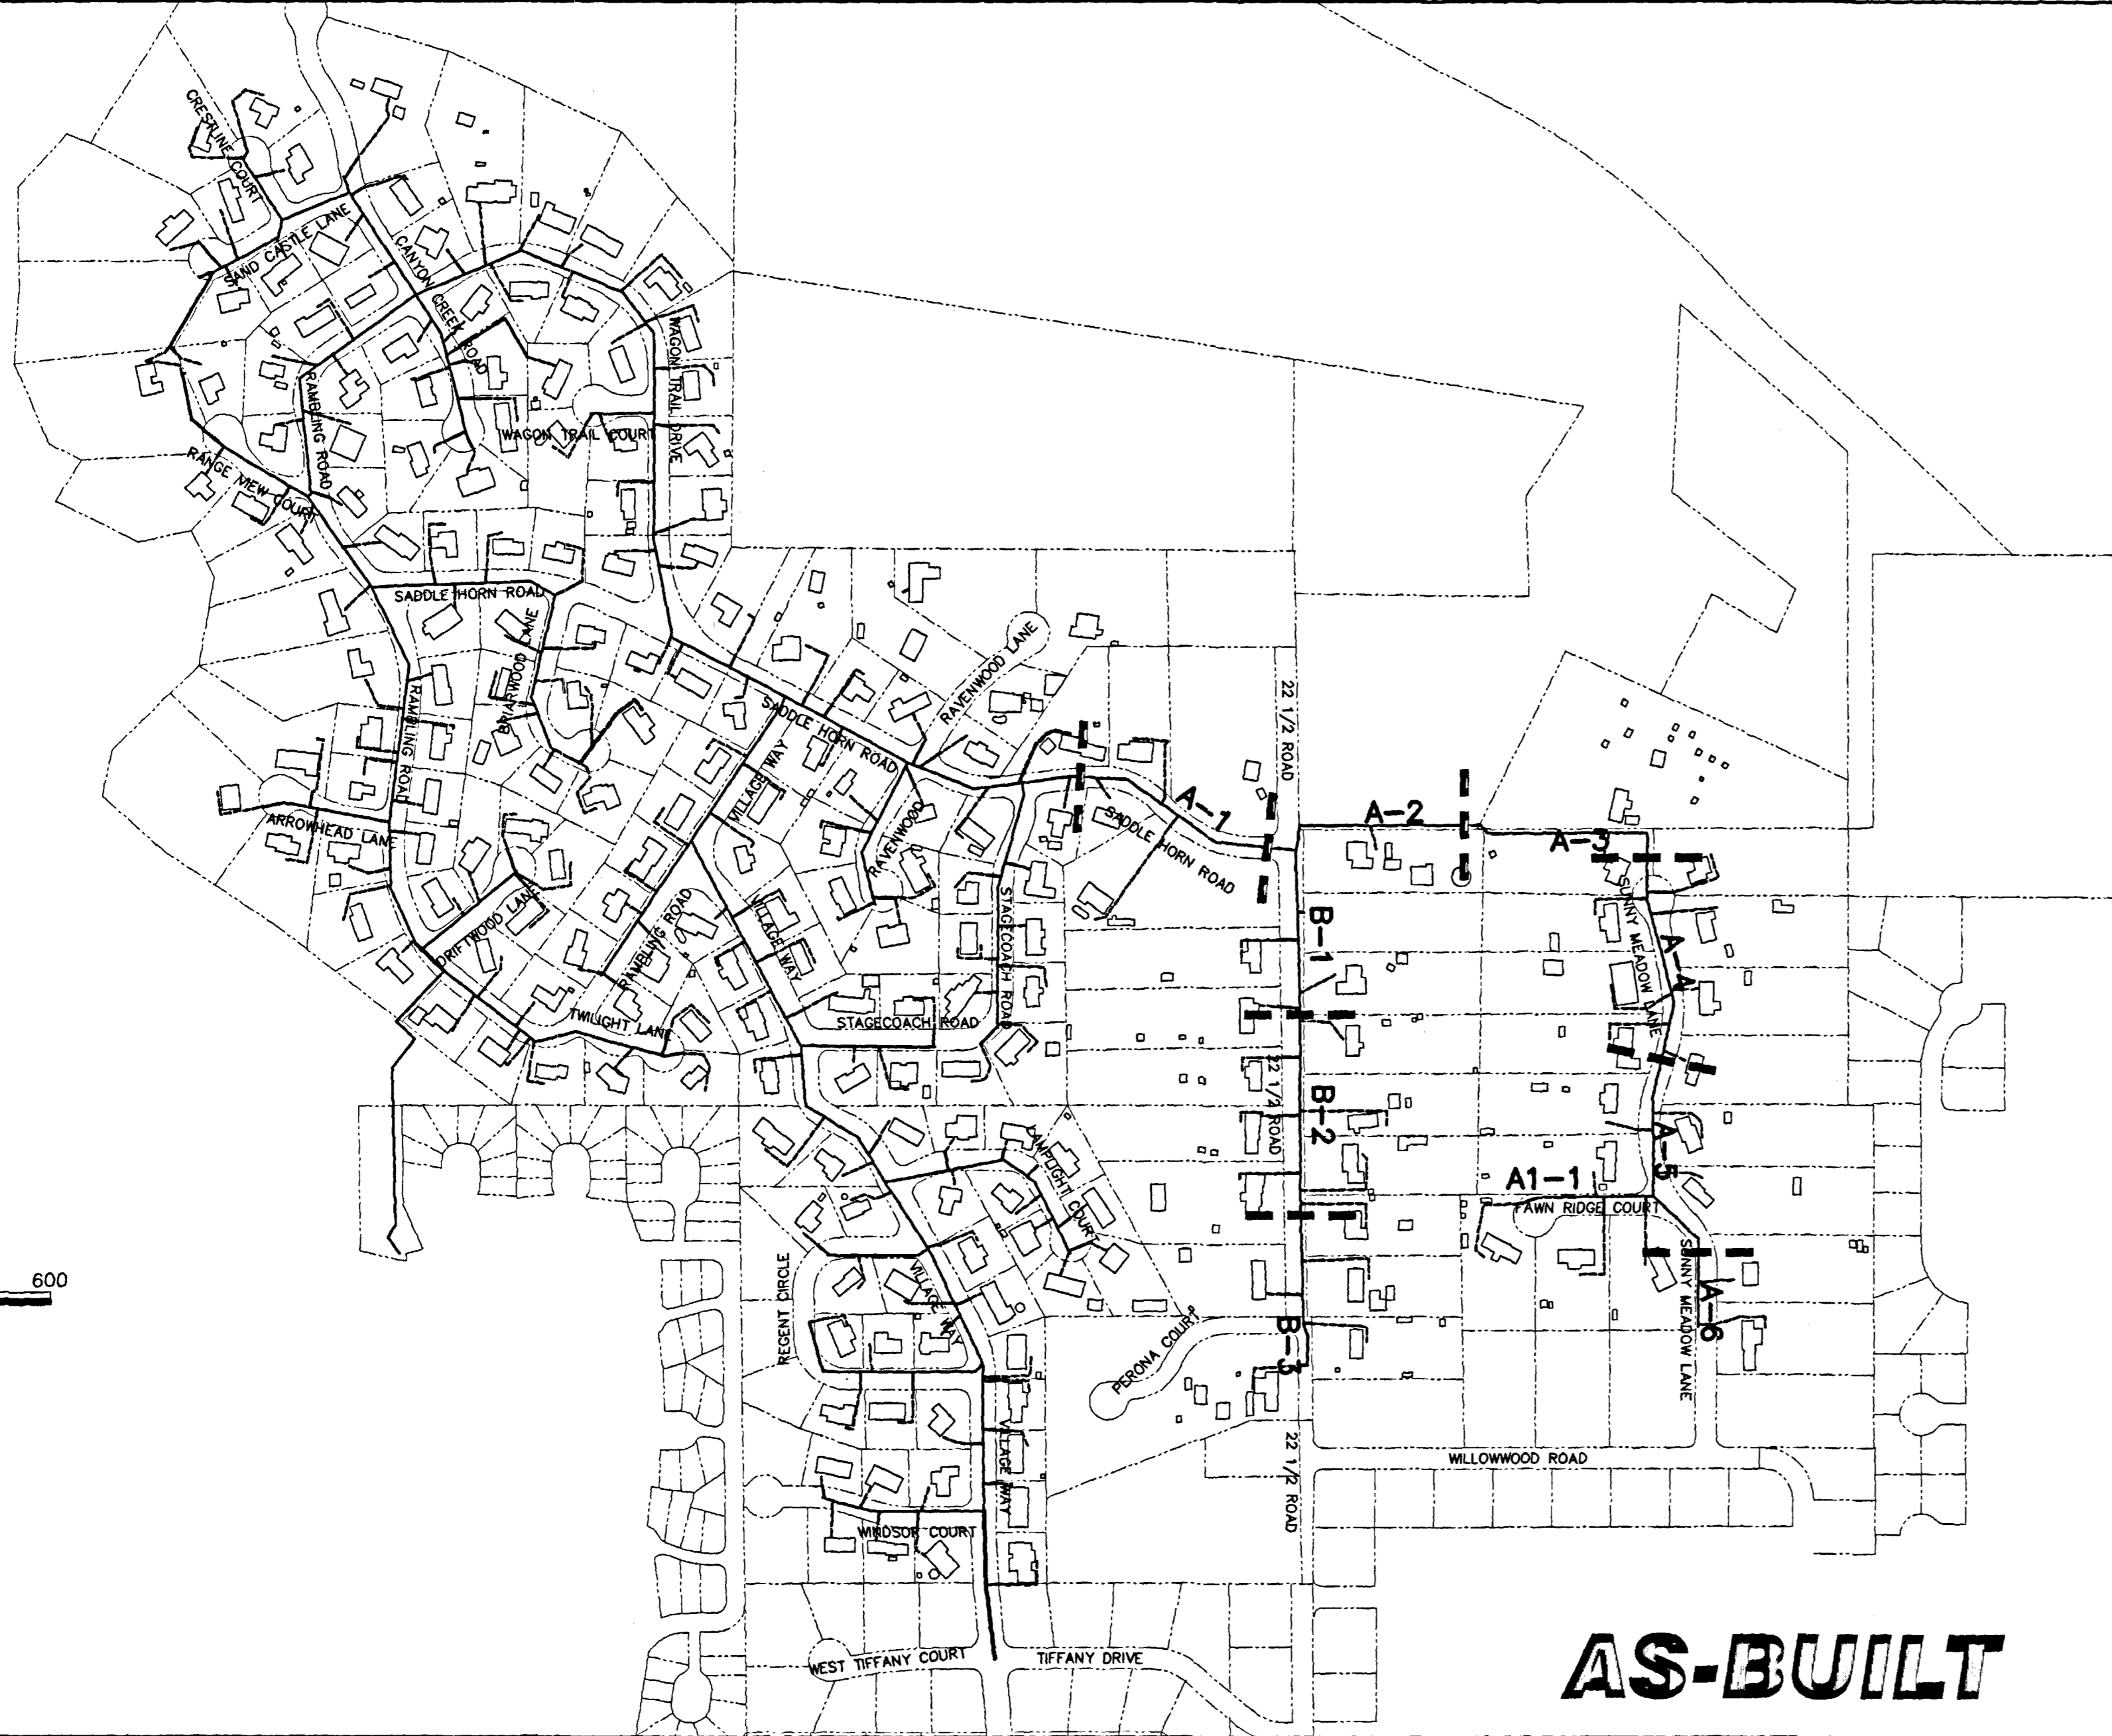 CRESTLINE COURT
SAND CASTLE LANE
CANYON CREEK ROAD
WAGON TRAIL DRIVE
WAGON TRAIL COURT
RAMBLING ROAD
RANGE MEW COURT
SADDLE HORN ROAD
BRIARWOOD LANE
RAVENWOOD LANE
RAMBLING ROAD
SADDLE HORN ROAD
VILLAGE WAY
22 1/2 ROAD
A-1
A-2
A-3
SADDLE HORN ROAD
RAVENWOOD
ARROWHEAD LANE
DRIFTWOOD LANE
RAMBLING ROAD
VILLAGE WAY
STAGECOACH ROAD
SUNNY MEADOW LANE
B-1
A-4
TWILIGHT LANE
STAGECOACH ROAD
22 1/2 ROAD
B-2
A-5
LAMPLIGHT COURT
A1-1
FAWN RIDGE COURT
600
REGENT CIRCLE
VILLAGE WAY
SUNNY MEADOW LANE
A-6
PERONA COURT
B-3
VILLAGE WAY
22 1/2 ROAD
WILLOWWOOD ROAD
WINDSOR COURT
WEST TIFFANY COURT
TIFFANY DRIVE
AS-BUILT